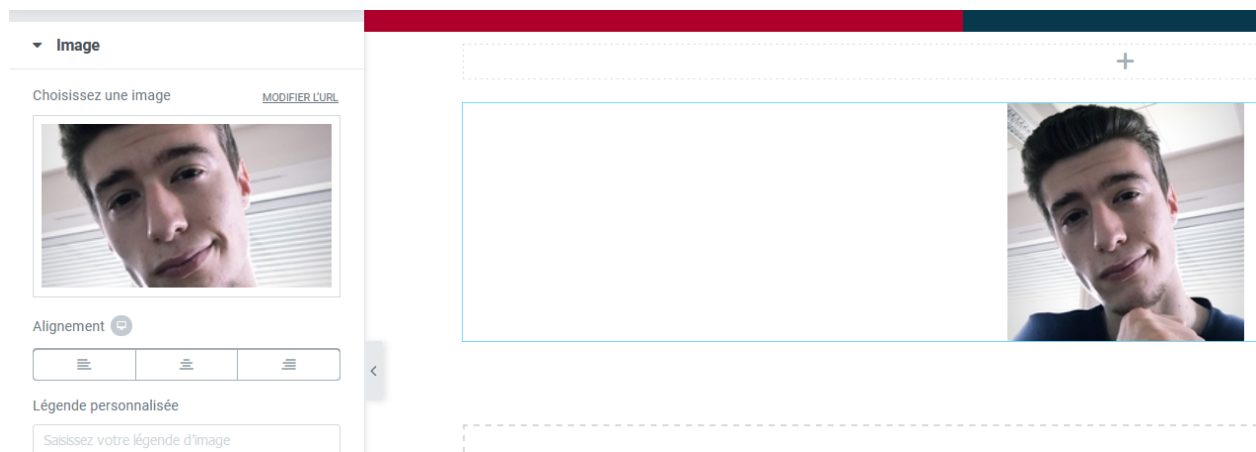 Image
Choisissez une image
MODIFIER L'URL
Alignement
Légende personnalisée
Saisissez votre légende d'image